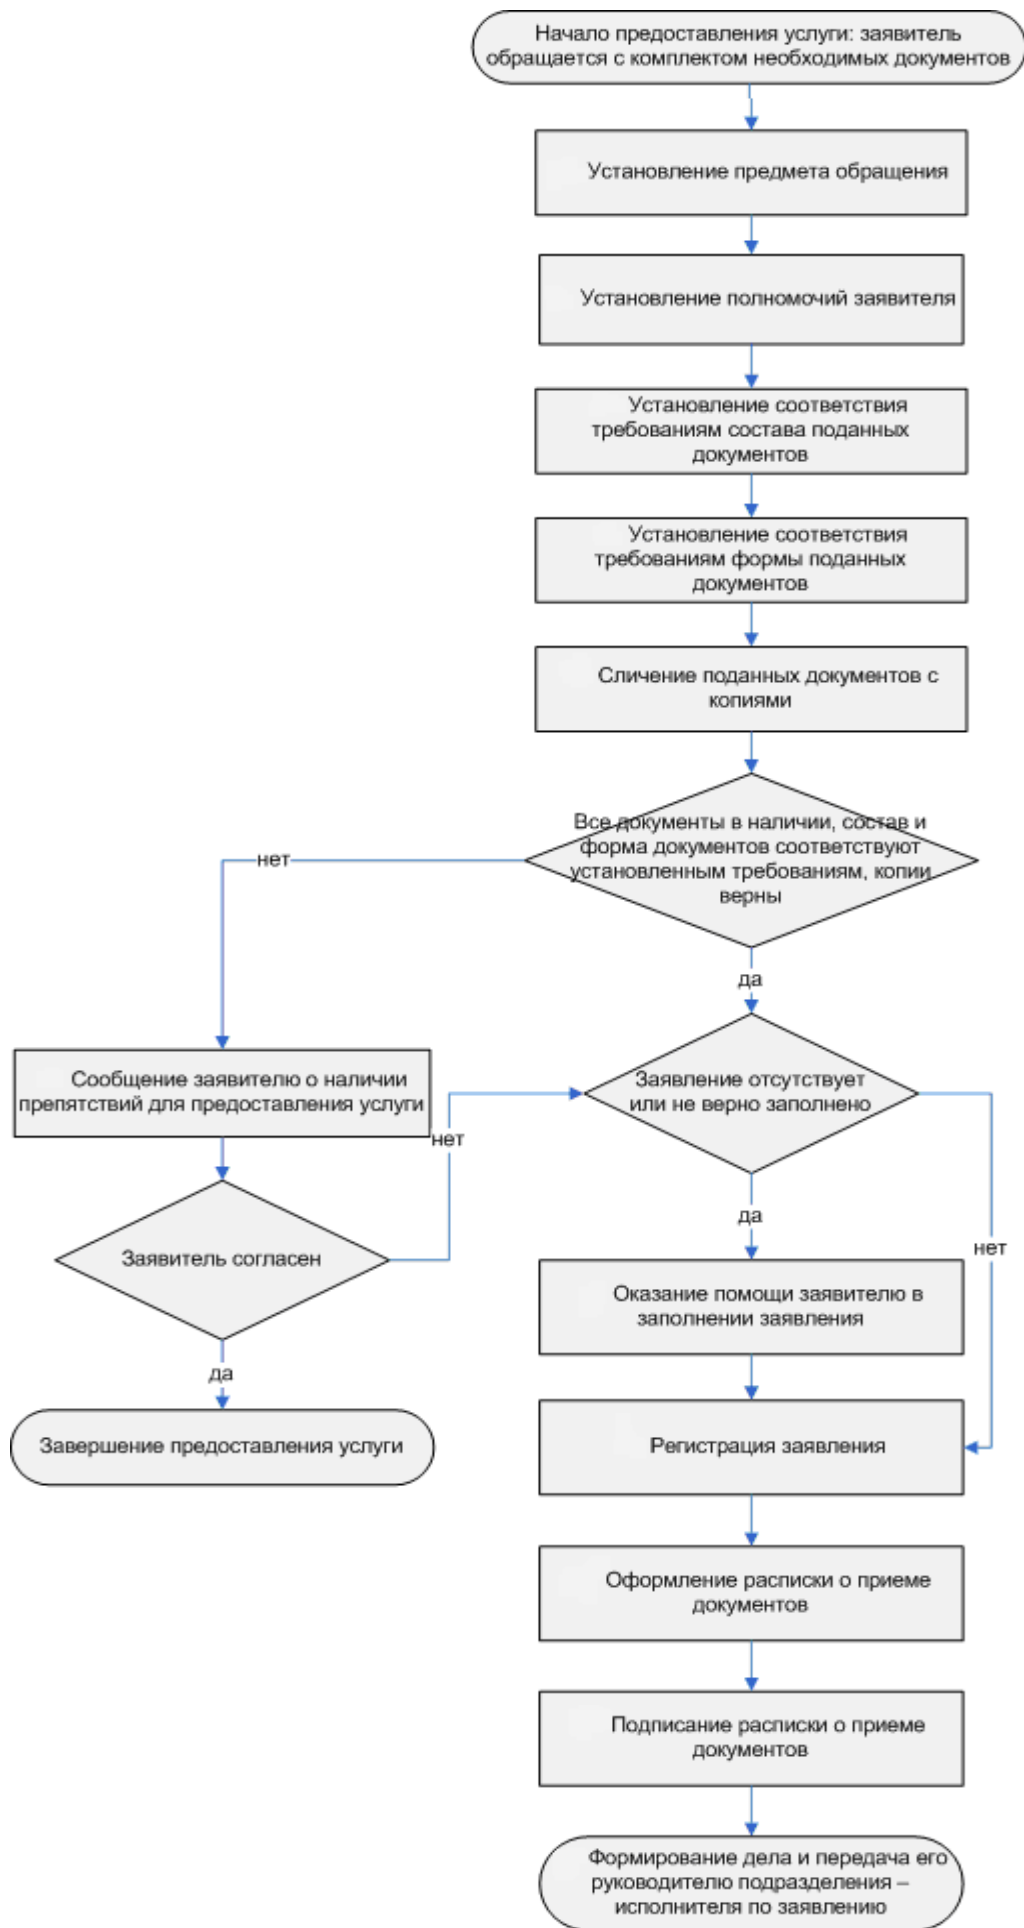 Начало предоставления услуги: заявитель
обращается с комплектом необходимых документов
Установление предмета обращения
Установление полномочий заявителя
Установление соответствия
требованиям состава поданных
документов
Установление соответствия
требованиям формы поданных
документов
Сличение поданных документов с
копиями
Все документы в наличии, состав и
форма документов соответствуют
установленным требованиям, копии
верны
нет
да
Сообщение заявителю о наличии
препятствий для предоставления услуги
Заявление отсутствует
или не верно заполнено
нет
да
нет
Заявитель согласен
Оказание помощи заявителю в
заполнении заявления
да
Завершение предоставления услуги
Регистрация заявления
Оформление расписки о приеме
документов
Подписание расписки о приеме
документов
Формирование дела и передача его
руководителю подразделения –
исполнителя по заявлению